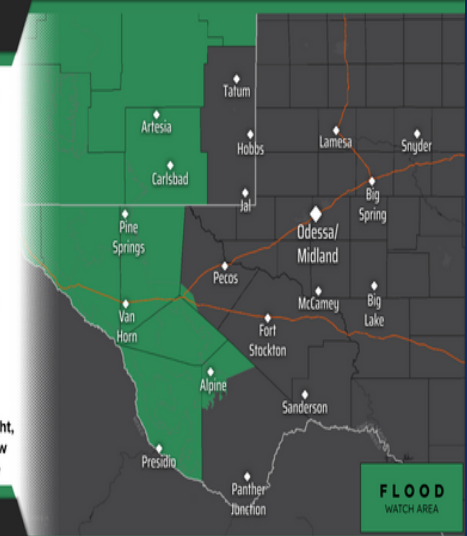 Tatum
Artesia
Hobbs
Lamesa
Snyder
Carlsbad
Jal
Big
Spring
Pine
Springs
Odessa/
Midland
Pecos
McCamey
Big
Lake
Van
Horn
Fort
Stockton
Alpine
Sanderson
ht,
w
Presidio
Panther
Junction
FLOOD
WATCH AREA